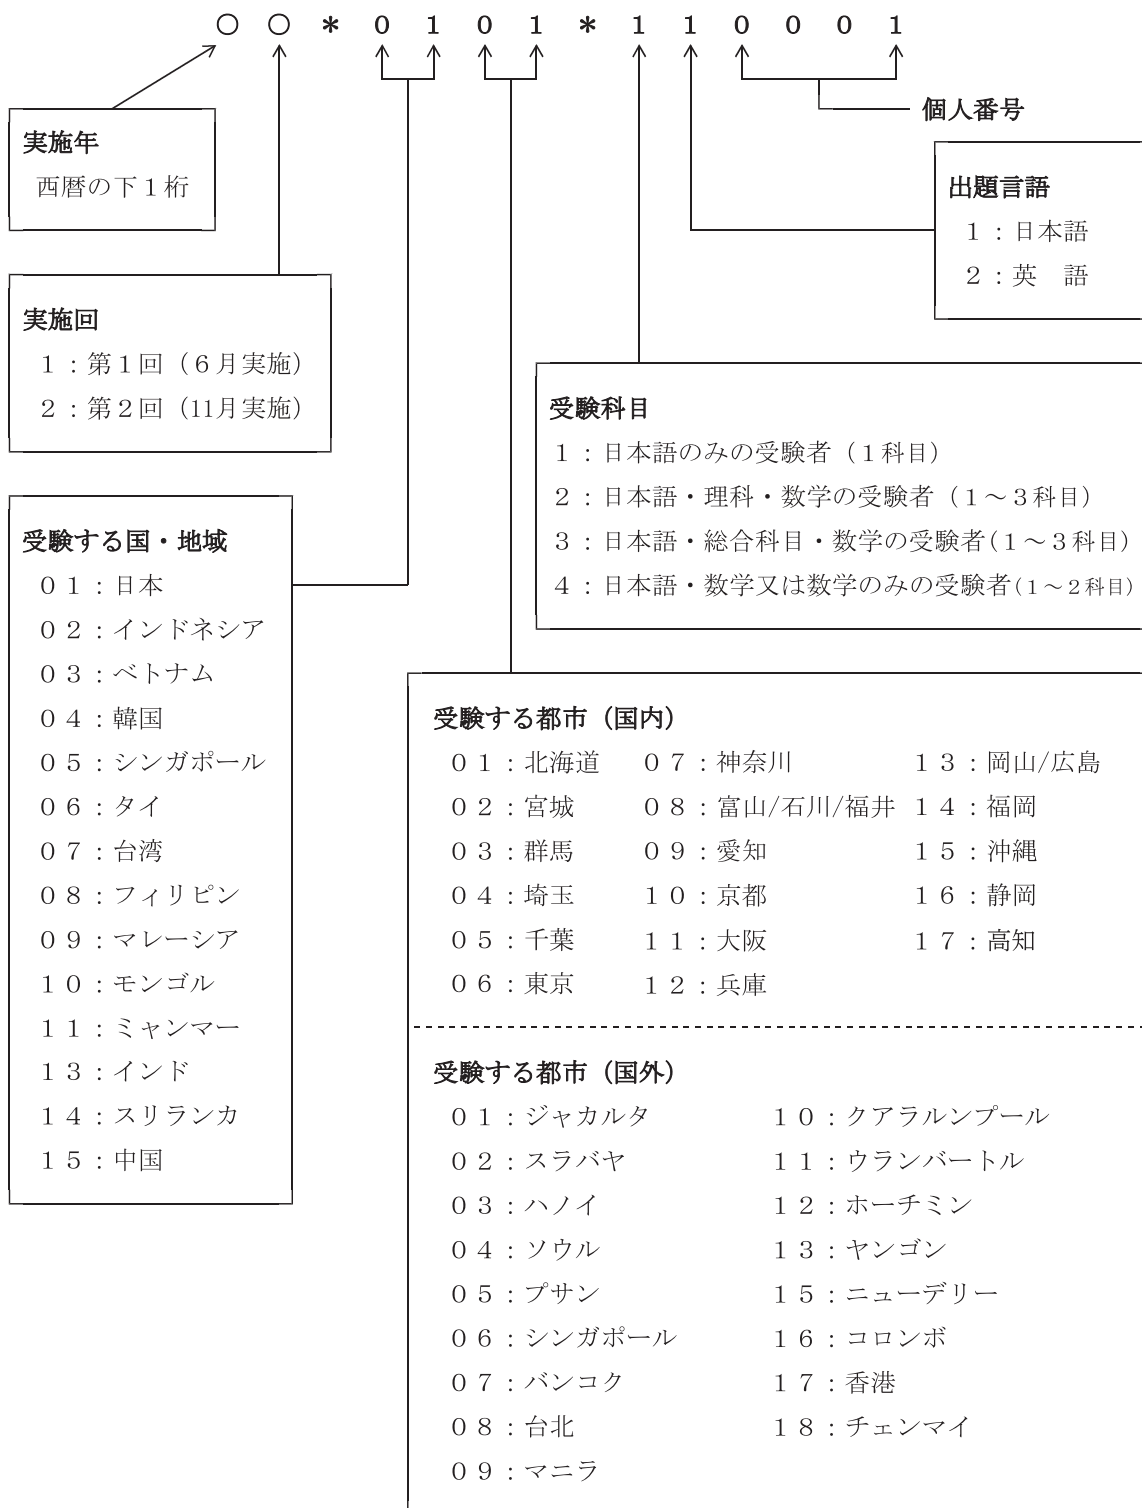 〇〇＊０１０１＊１１０００１
個人番号
実施年
西暦の下１桁
出題言語
１：日本語
２：英　語
実施回
１：第１回（６月実施）
２：第２回（11月実施）
受験科目
１：日本語のみの受験者（１科目）
２：日本語・理科・数学の受験者（１～３科目）
３：日本語・総合科目・数学の受験者（１～３科目）
４：日本語・数学又は数学のみの受験者（１～２科目）
受験する国・地域
０１：日本
０２：インドネシア
０３：ベトナム
０４：韓国
０５：シンガポール
０６：タイ
０７：台湾
０８：フィリピン
０９：マレーシア
１０：モンゴル
１１：ミャンマー
１３：インド
１４：スリランカ
１５：中国
受験する都市（国内）
０１：北海道　０７：神奈川　１３：岡山/広島
０２：宮城　０８：富山/石川/福井　１４：福岡
０３：群馬　０９：愛知　１５：沖縄
０４：埼玉　１０：京都　１６：静岡
０５：千葉　１１：大阪　１７：高知
０６：東京　１２：兵庫
受験する都市（国外）
０１：ジャカルタ　１０：クアラルンプール
０２：スラバヤ　１１：ウランバートル
０３：ハノイ　１２：ホーチミン
０４：ソウル　１３：ヤンゴン
０５：プサン　１５：ニューデリー
０６：シンガポール　１６：コロンボ
０７：バンコク　１７：香港
０８：台北　１８：チェンマイ
０９：マニラ